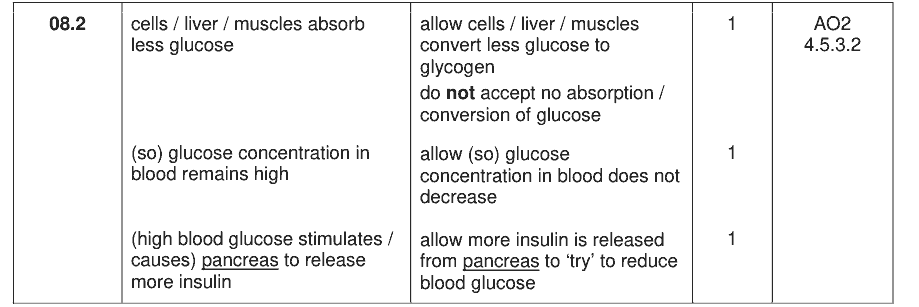 08.2
cells / liver / muscles absorb
less glucose
allow cells / liver / muscles
convert less glucose to
glycogen
do not accept no absorption /
conversion of glucose
1
AO2
4.5.3.2
(so) glucose concentration in
blood remains high
allow (so) glucose
concentration in blood does not
decrease
1
(high blood glucose stimulates /
causes) pancreas to release
more insulin
allow more insulin is released
from pancreas to ‘try’ to reduce
blood glucose
1